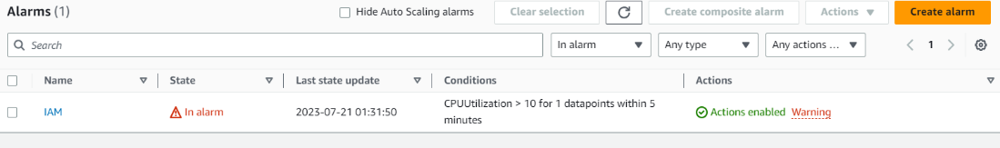 Alarms (1)
Hide Auto Scaling alarms
Clear selection
Create composite alarm
Actions
Create alarm
Search
In alarm
Any type
Any actions ...
1
Name
State
Last state update
Conditions
Actions
IAM
In alarm
2023-07-21 01:31:50
CPUUtilization > 10 for 1 datapoints within 5
minutes
Actions enabled
Warning